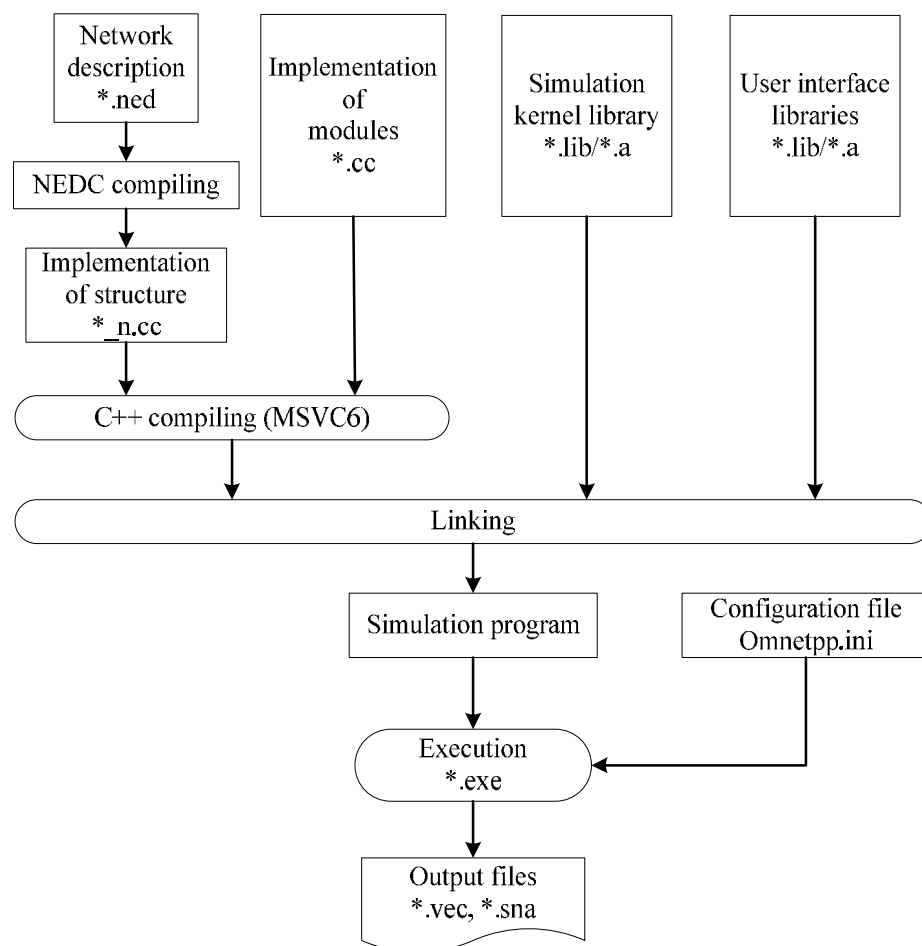 Network
description
*.ned
Implementation
of
modules
*.cc
Simulation
kernel library
*.lib/*.a
User interface
libraries
*.lib/*.a
NEDC compiling
Implementation
of structure
*_n.cc
C++ compiling (MSVC6)
Linking
Simulation program
Configuration file
Omnetpp.ini
Execution
*.exe
Output files
*.vec, *.sna